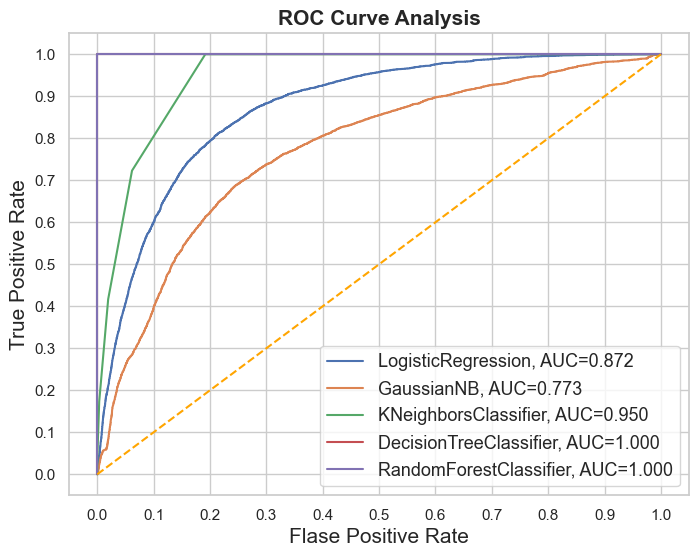 ROC Curve Analysis
True Positive Rate
1.0
0.9
0.8
0.7
0.6
0.5
0.4
0.3
0.2
0.1
0.0
LogisticRegression, AUC=0.872
GaussianNB, AUC=0.773
KNeighborsClassifier, AUC=0.950
DecisionTreeClassifier, AUC=1.000
RandomForestClassifier, AUC=1.000
0.0 0.1 0.2 0.3 0.4 0.5 0.6 0.7 0.8 0.9 1.0
Flase Positive Rate